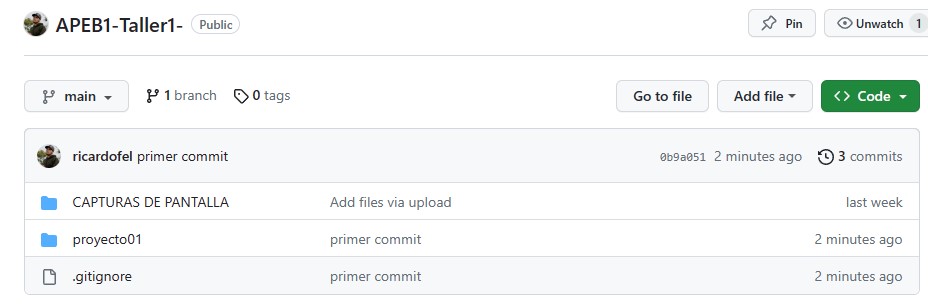 APEB1-Taller1- Public Pin Unwatch 1
main 1 branch 0 tags Go to file Add file Code
ricardofel primer commit 0b9a051 2 minutes ago 3 commits
CAPTURAS DE PANTALLA Add files via upload last week
proyecto01 primer commit 2 minutes ago
.gitignore primer commit 2 minutes ago